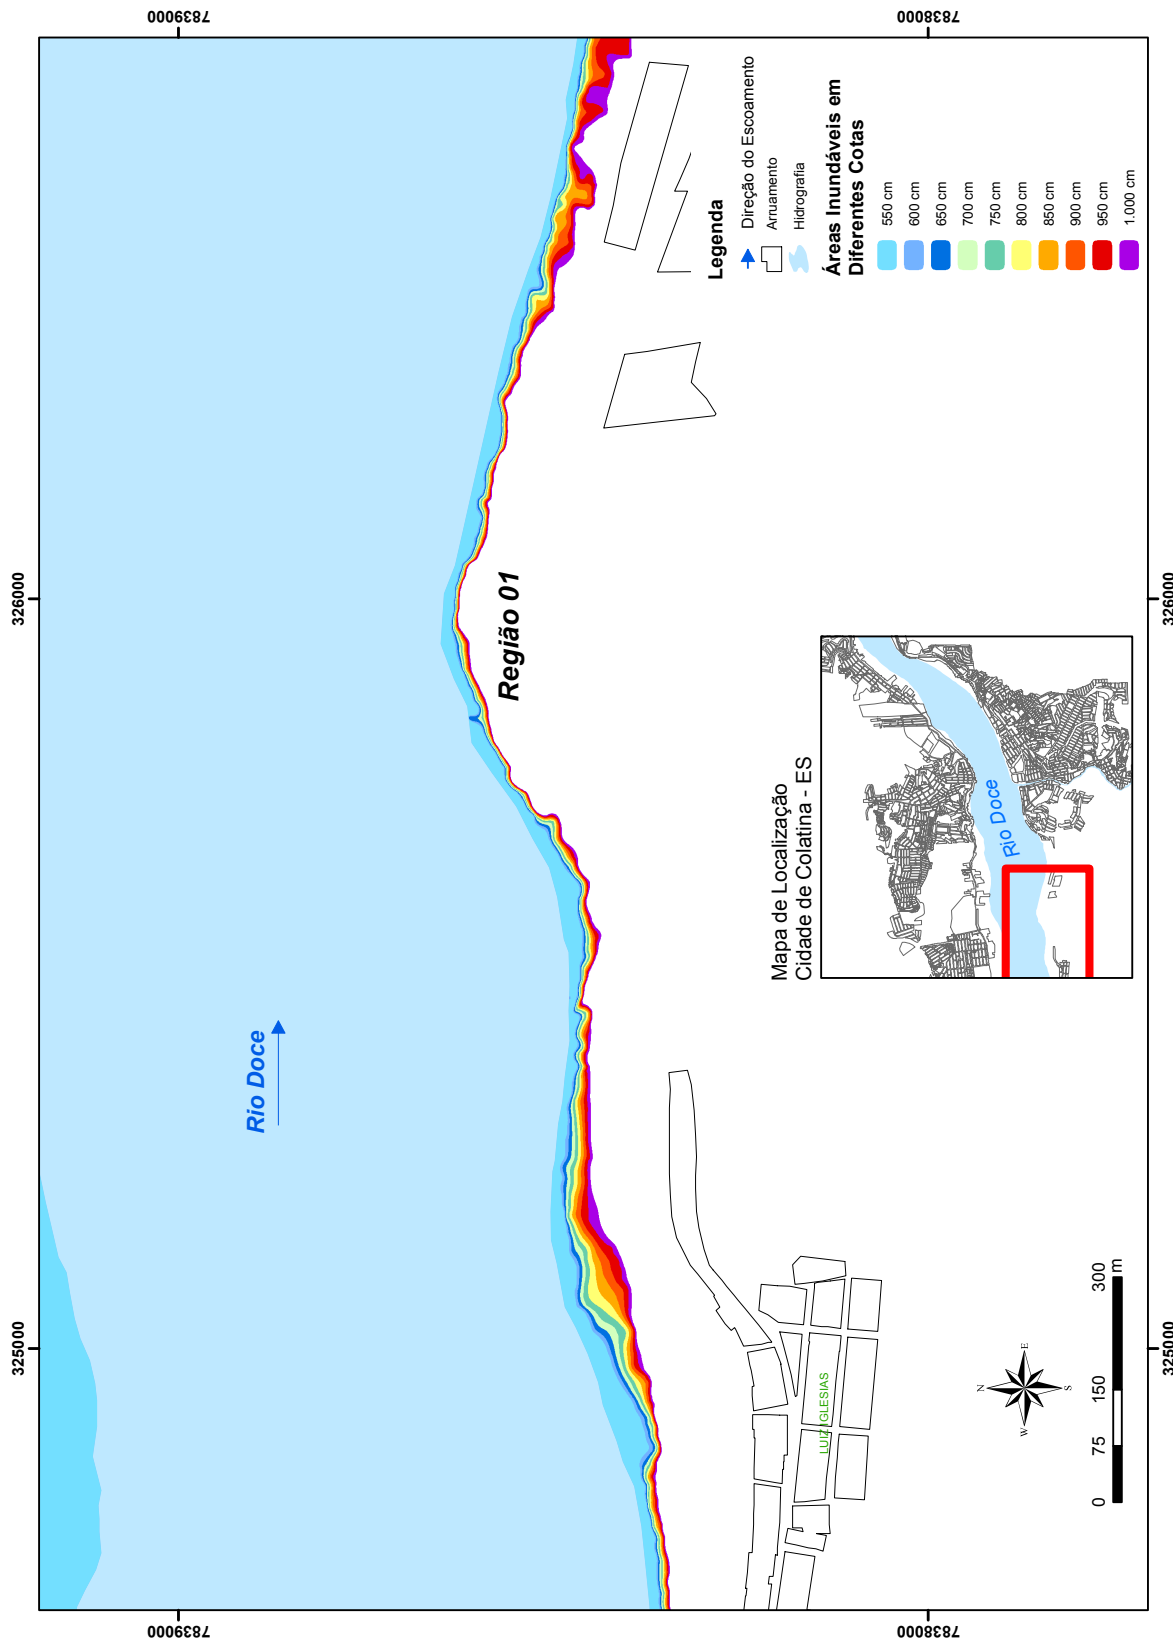 7839000
7838000
326000
325000
Rio Doce
Região 01
Legenda
Direção do Escoamento
Arruamento
Hidrografia
Áreas Inundáveis em
Diferentes Cotas
550 cm
600 cm
650 cm
700 cm
750 cm
800 cm
850 cm
900 cm
950 cm
1.000 cm
Mapa de Localização
Cidade de Colatina - ES
Rio Doce
LUIZ IGLESIAS
N
W
E
S
0 75 150 300
m
326000
325000
7839000
7838000